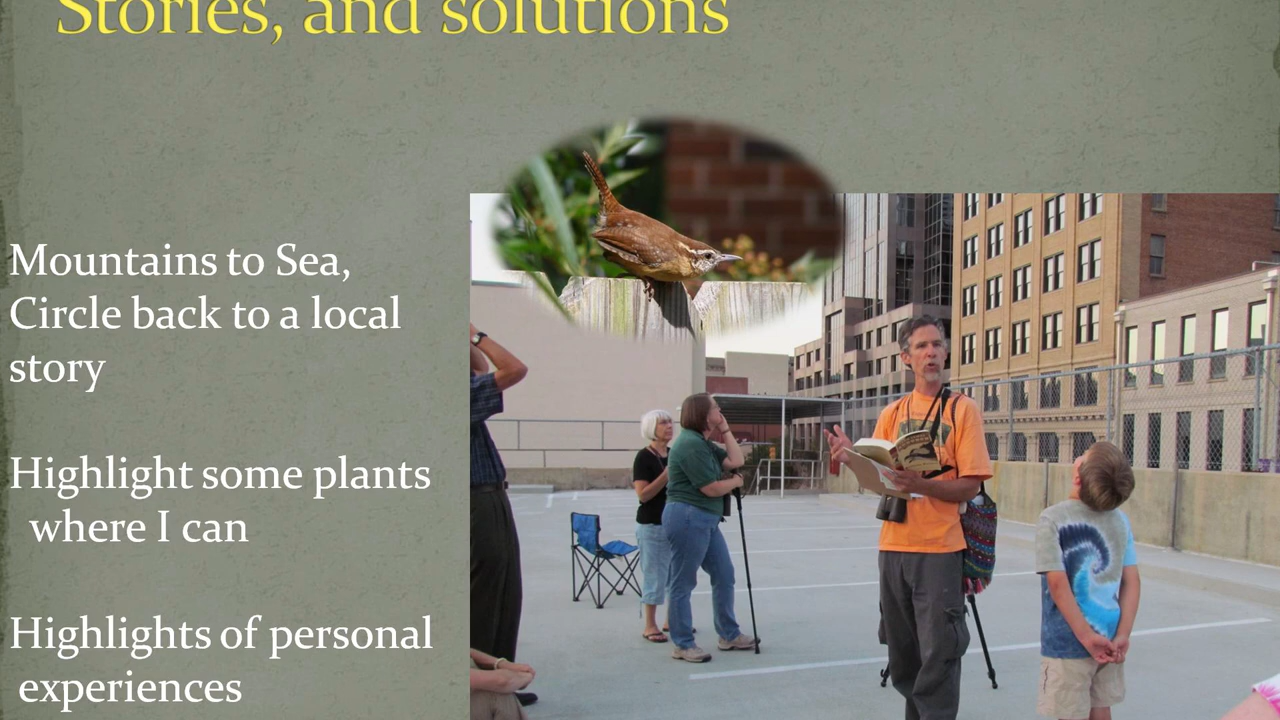 Stories, and solutions
Mountains to Sea,
Circle back to a local
story
Highlight some plants
where I can
Highlights of personal
experiences